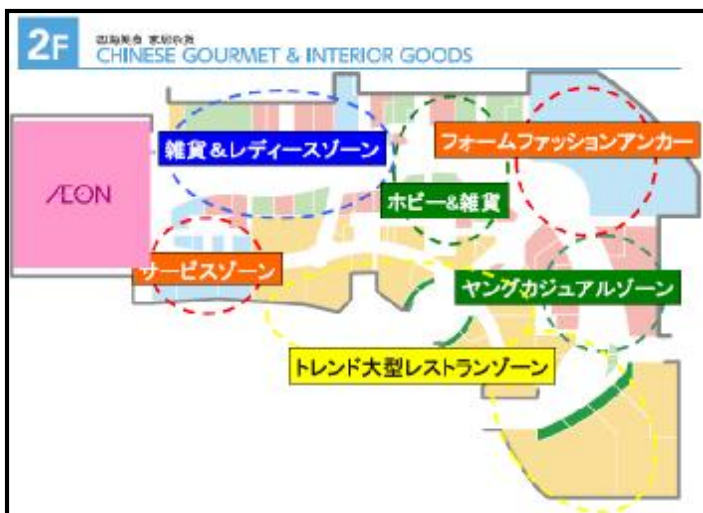 2F
CHINESE GOURMET & INTERIOR GOODS
雑貨&レディースゾーン
フォームファッションアンカー
ÆON
ホビー&雑貨
サービスゾーン
ヤングカジュアルゾーン
トレンド大型レストランゾーン